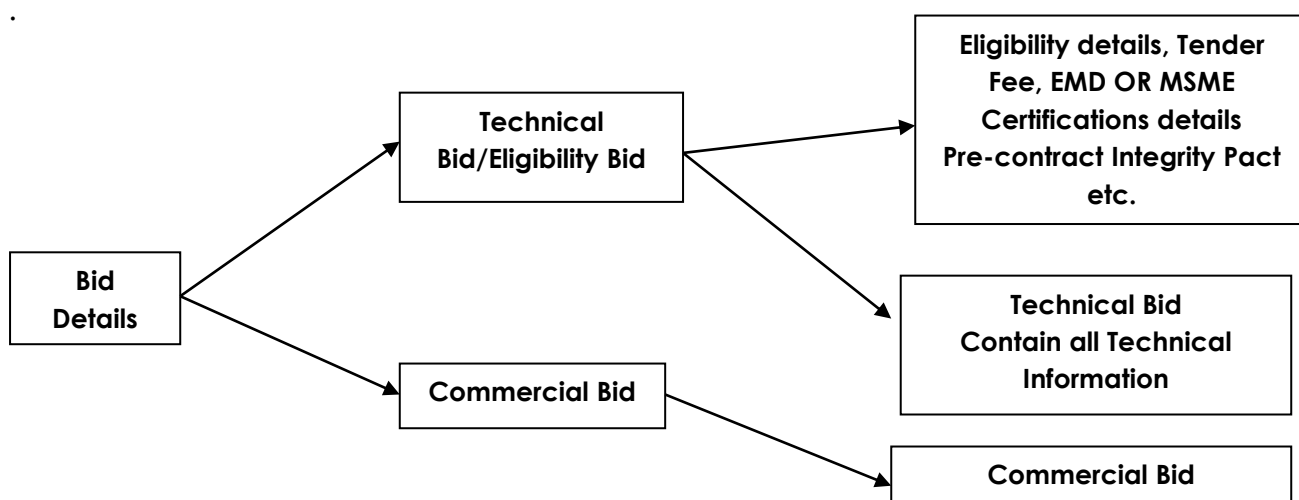 .
Eligibility details, Tender
Fee, EMD OR MSME
Certifications details
Pre-contract Integrity Pact
etc.
Technical
Bid/Eligibility Bid
Bid
Details
Technical Bid
Contain all Technical
Information
Commercial Bid
Commercial Bid